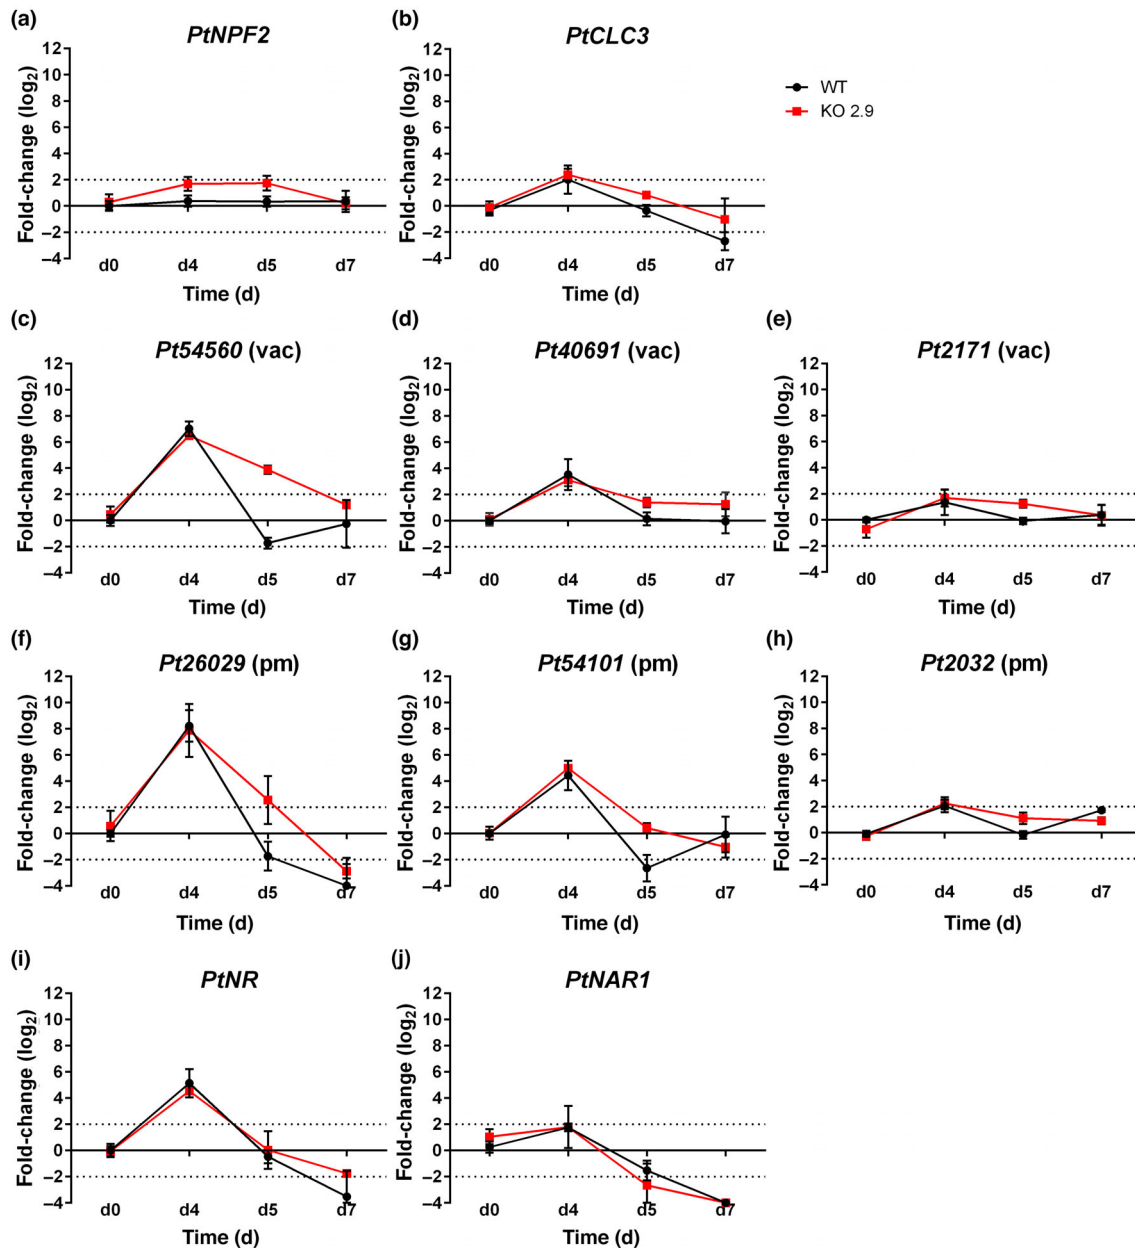 (a)
PtNPF2
12
10
8
6
4
2
0
–2
–4
Fold-change (log2)
d0 d4 d5 d7
Time (d)
(b)
PtCLC3
12
10
8
6
4
2
0
–2
–4
Fold-change (log2)
d0 d4 d5 d7
Time (d)
WT
KO 2.9
(c)
Pt54560 (vac)
12
10
8
6
4
2
0
–2
–4
Fold-change (log2)
d0 d4 d5 d7
Time (d)
(d)
Pt40691 (vac)
12
10
8
6
4
2
0
–2
–4
Fold-change (log2)
d0 d4 d5 d7
Time (d)
(e)
Pt2171 (vac)
12
10
8
6
4
2
0
–2
–4
Fold-change (log2)
d0 d4 d5 d7
Time (d)
(f)
Pt26029 (pm)
12
10
8
6
4
2
0
–2
–4
Fold-change (log2)
d0 d4 d5 d7
Time (d)
(g)
Pt54101 (pm)
12
10
8
6
4
2
0
–2
–4
Fold-change (log2)
d0 d4 d5 d7
Time (d)
(h)
Pt2032 (pm)
12
10
8
6
4
2
0
–2
–4
Fold-change (log2)
d0 d4 d5 d7
Time (d)
(i)
PtNR
12
10
8
6
4
2
0
–2
–4
Fold-change (log2)
d0 d4 d5 d7
Time (d)
(j)
PtNAR1
12
10
8
6
4
2
0
–2
–4
Fold-change (log2)
d0 d4 d5 d7
Time (d)